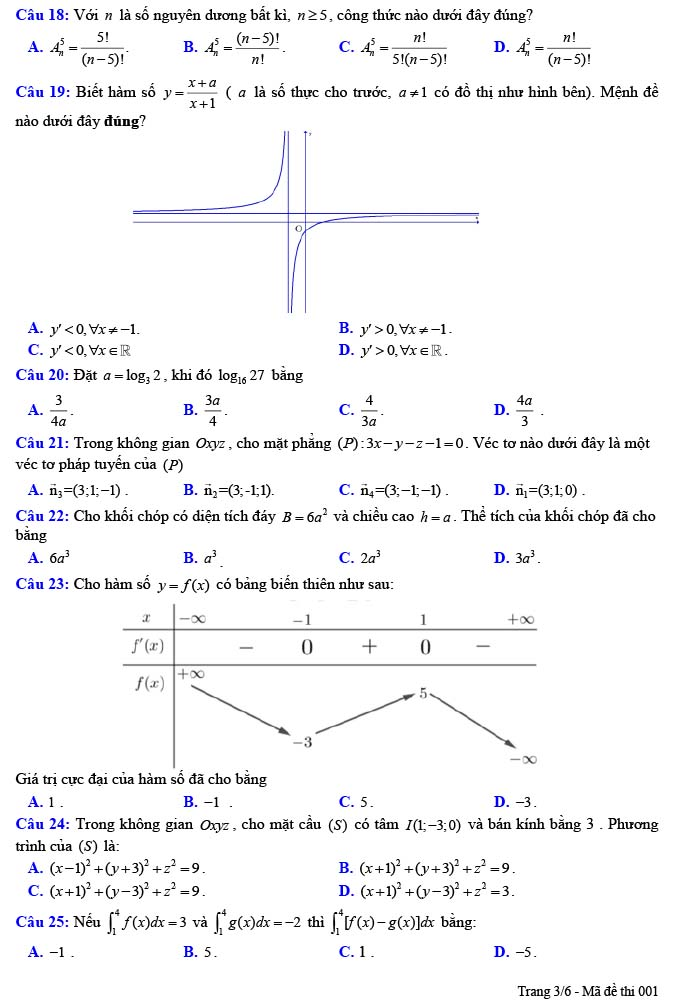 Câu 18: Với n là số nguyên dương bất kì, n ≥ 5, công thức nào dưới đây đúng?
A. A_n^5 = 5!/(n−5)!. B. A_n^5 = (n−5)!/n!. C. A_n^5 = n!/(5!(n−5)!) D. A_n^5 = n!/(n−5)!
Câu 19: Biết hàm số y = (x+a)/(x+1) ( a là số thực cho trước, a ≠ 1 có đồ thị như hình bên). Mệnh đề
nào dưới đây đúng?
O
A. y' < 0, ∀x ≠ −1. B. y' > 0, ∀x ≠ −1.
C. y' < 0, ∀x ∈ ℝ D. y' > 0, ∀x ∈ ℝ.
Câu 20: Đặt a = log₃ 2, khi đó log₁₆ 27 bằng
A. 3/(4a). B. 3a/4. C. 4/(3a). D. 4a/3.
Câu 21: Trong không gian Oxyz, cho mặt phẳng (P): 3x − y − z − 1 = 0. Véc tơ nào dưới đây là một
véc tơ pháp tuyến của (P)
A. n⃗₃=(3;1;−1). B. n⃗₂=(3;-1;1). C. n⃗₄=(3;−1;−1). D. n⃗₁=(3;1;0).
Câu 22: Cho khối chóp có diện tích đáy B = 6a² và chiều cao h = a. Thể tích của khối chóp đã cho
bằng
A. 6a³ B. a³. C. 2a³ D. 3a³.
Câu 23: Cho hàm số y = f(x) có bảng biến thiên như sau:
x −∞ −1 1 +∞
f'(x) − 0 + 0 −
f(x) +∞ −3 5 −∞
Giá trị cực đại của hàm số đã cho bằng
A. 1. B. −1. C. 5. D. −3.
Câu 24: Trong không gian Oxyz, cho mặt cầu (S) có tâm I(1;−3;0) và bán kính bằng 3. Phương
trình của (S) là:
A. (x−1)² + (y+3)² + z² = 9. B. (x+1)² + (y+3)² + z² = 9.
C. (x+1)² + (y−3)² + z² = 9. D. (x+1)² + (y−3)² + z² = 3.
Câu 25: Nếu ∫₁⁴ f(x)dx = 3 và ∫₁⁴ g(x)dx = −2 thì ∫₁⁴ [f(x) − g(x)]dx bằng:
A. −1. B. 5. C. 1. D. −5.
Trang 3/6 - Mã đề thi 001